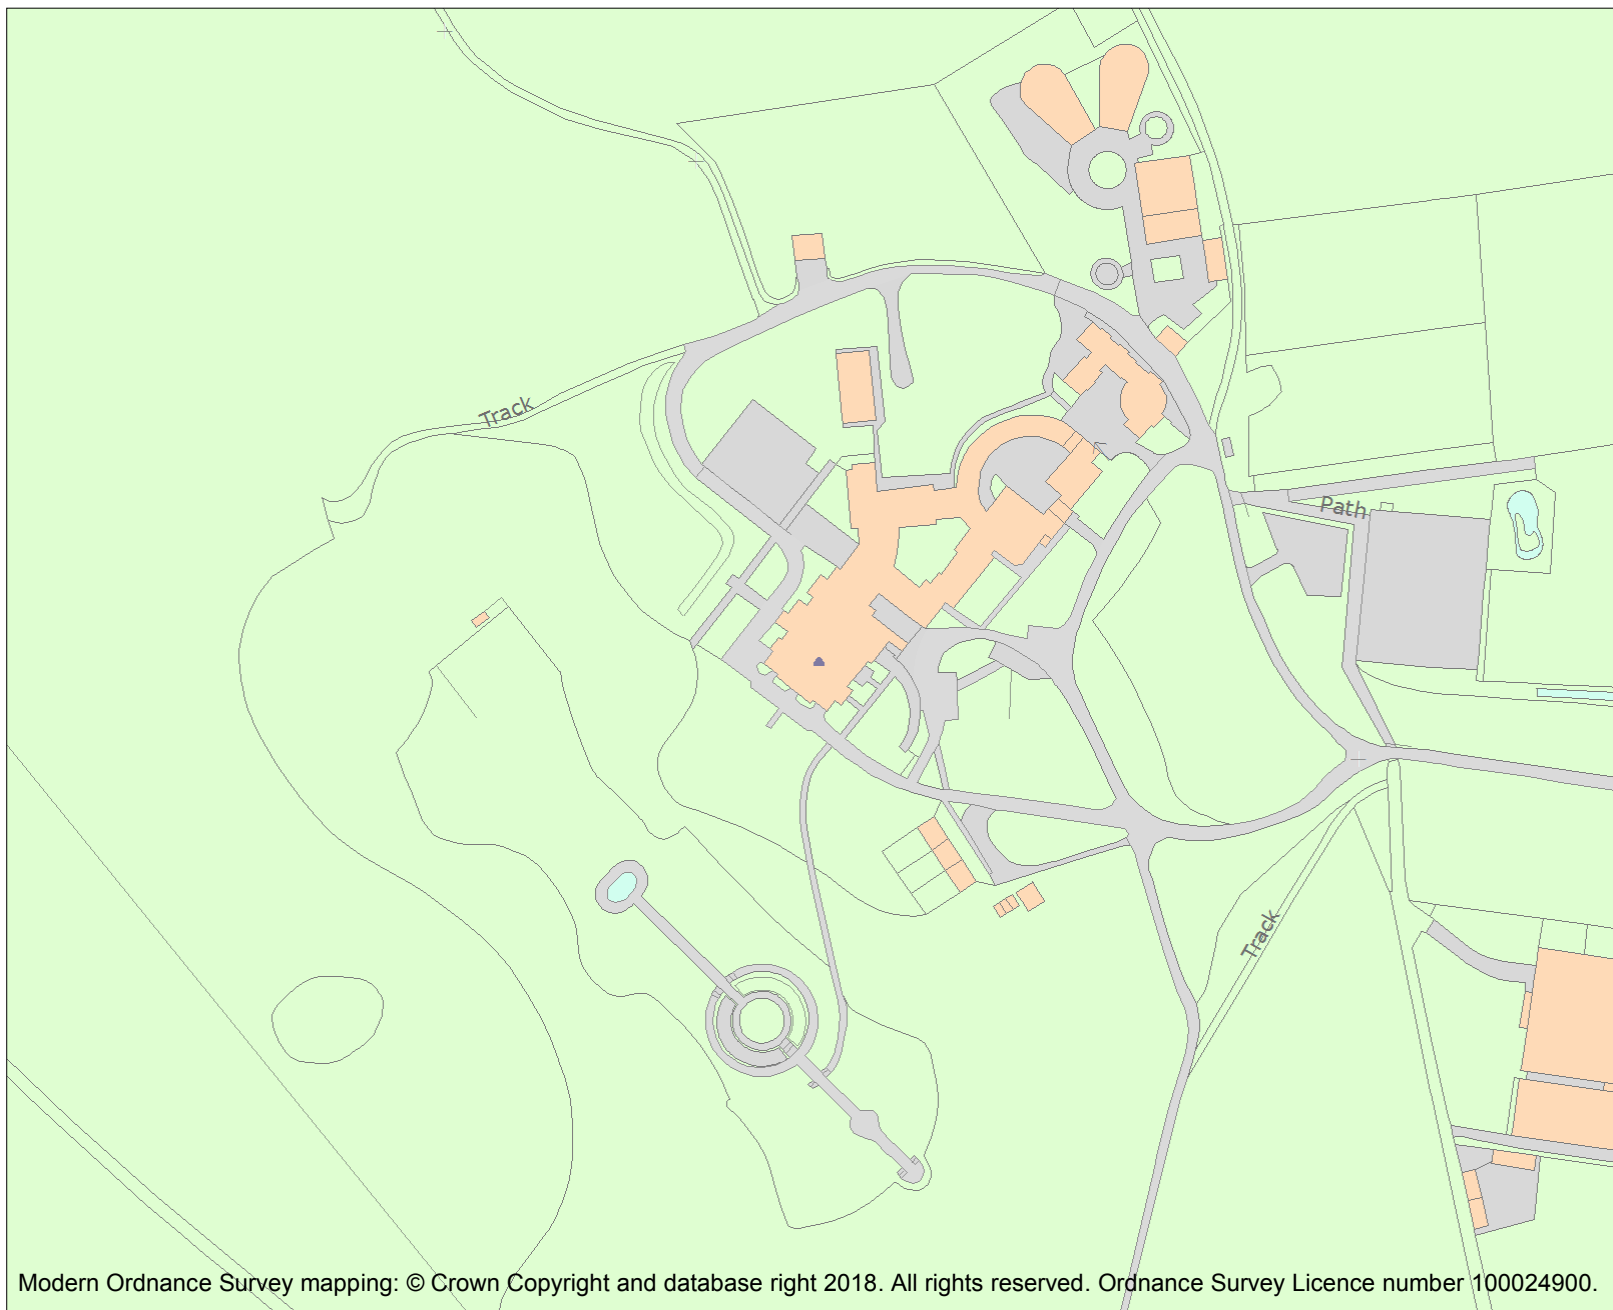 Track
Path
Track
Modern Ordnance Survey mapping: © Crown Copyright and database right 2018. All rights reserved. Ordnance Survey Licence number 100024900.